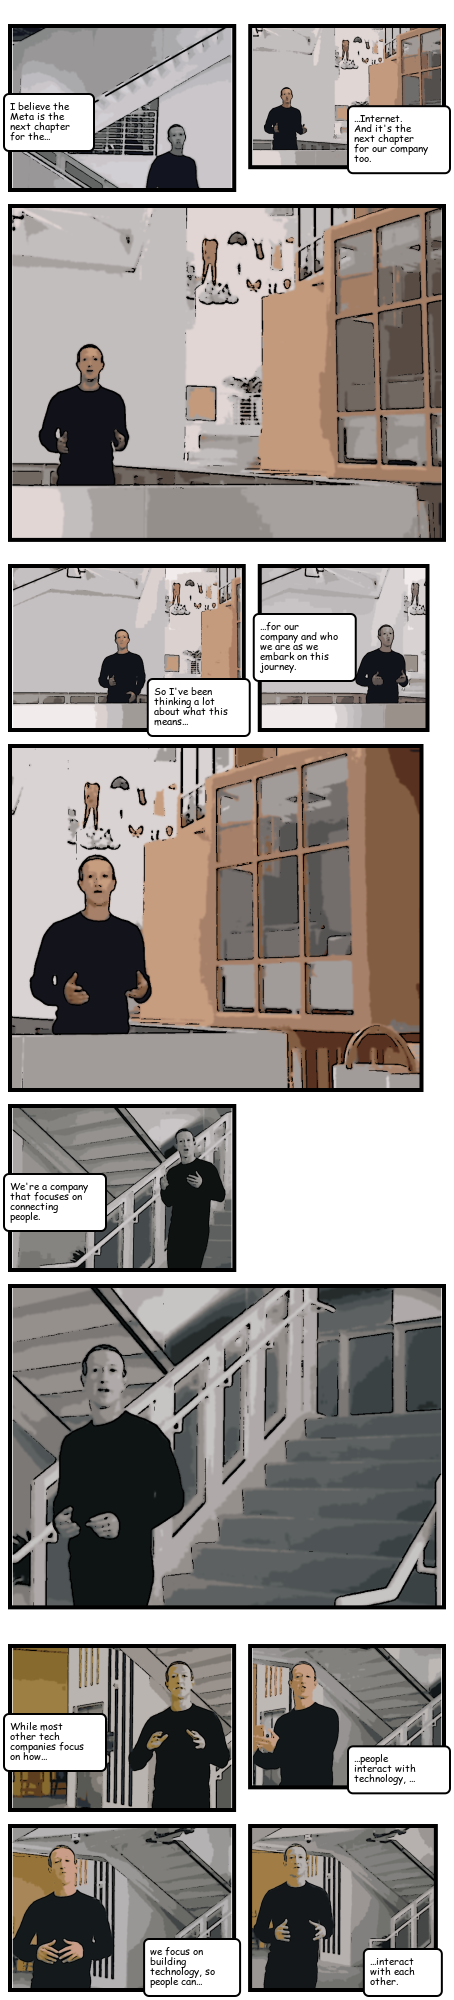 I believe the
Meta is the
next chapter
for the...
...Internet.
And it's the
next chapter
for our company
too.
So I've been
thinking a lot
about what this
means...
...for our
company and who
we are as we
embark on this
journey.
We're a company
that focuses on
connecting
people.
While most
other tech
companies focus
on how...
...people
interact with
technology, ...
we focus on
building
technology, so
people can...
...interact
with each
other.